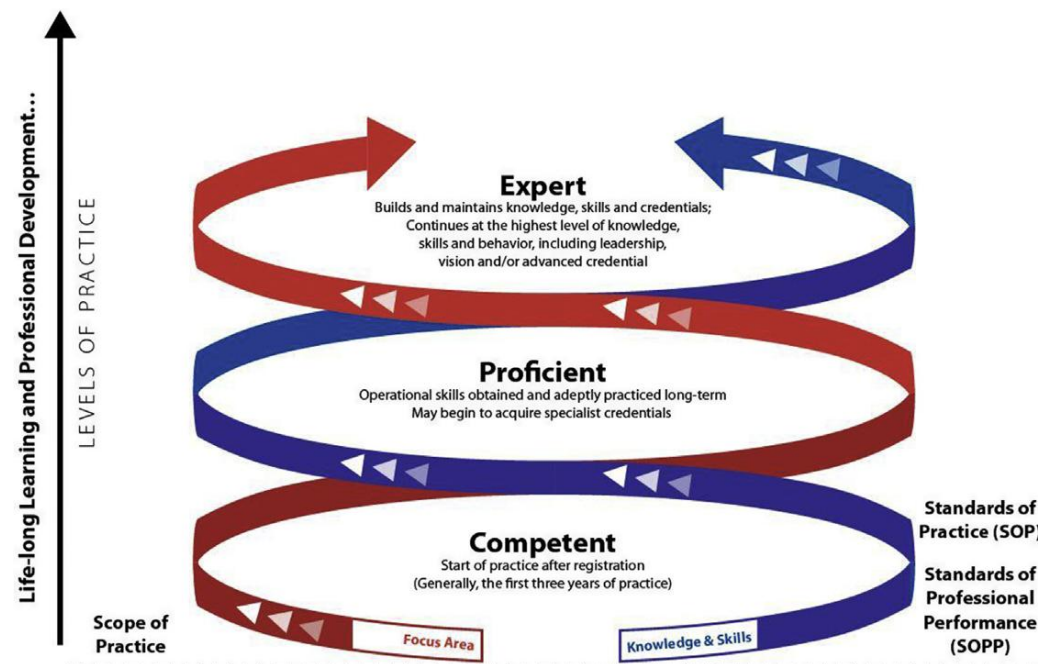 Life-long Learning and Professional Development...
LEVELS OF PRACTICE
Expert
Builds and maintains knowledge, skills and credentials;
Continues at the highest level of knowledge,
skills and behavior, including leadership,
vision and/or advanced credential
Proficient
Operational skills obtained and adeptly practiced long-term
May begin to acquire specialist credentials
Competent
Start of practice after registration
(Generally, the first three years of practice)
Standards of
Practice (SOP)
Standards of
Professional
Performance
(SOPP)
Scope of
Practice
Focus Area
Knowledge & Skills